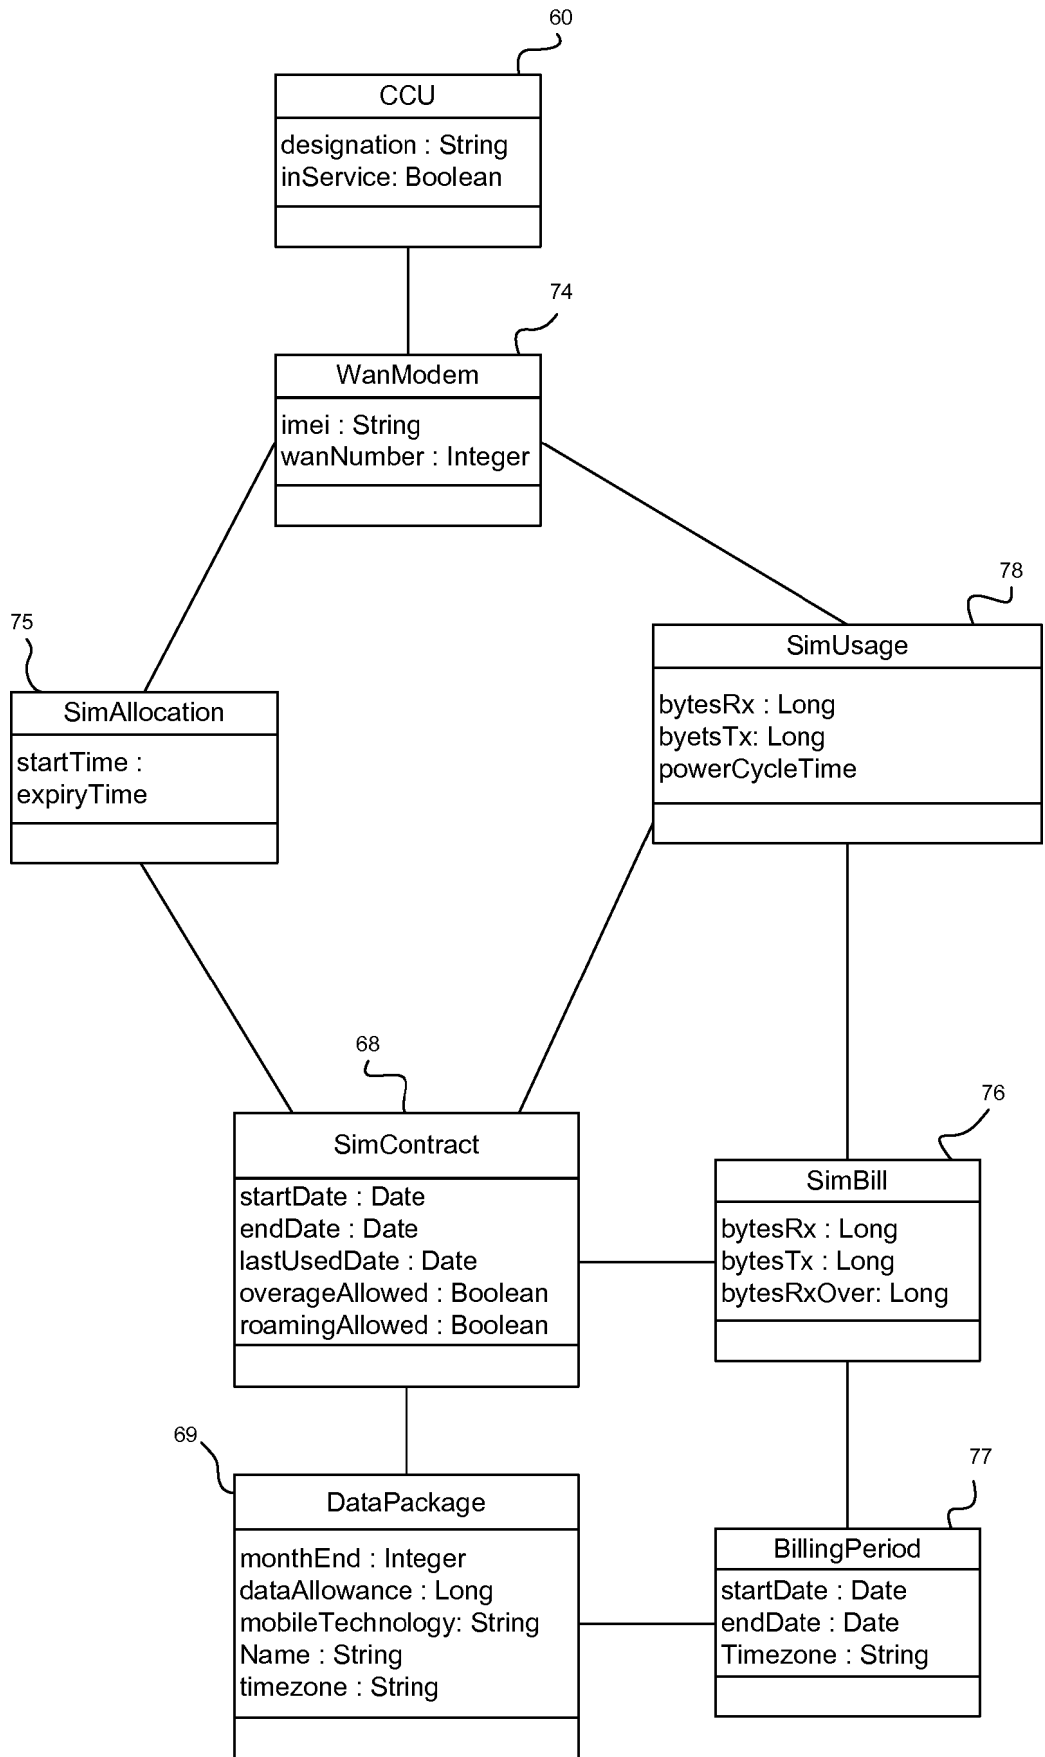 60
CCU
designation : String
inService: Boolean
74
WanModem
imei : String
wanNumber : Integer
78
SimUsage
bytesRx : Long
byetsTx: Long
powerCycleTime
75
SimAllocation
startTime :
expiryTime
68
SimContract
startDate : Date
endDate : Date
lastUsedDate : Date
overageAllowed : Boolean
roamingAllowed : Boolean
76
SimBill
bytesRx : Long
bytesTx : Long
bytesRxOver: Long
69
DataPackage
monthEnd : Integer
dataAllowance : Long
mobileTechnology: String
Name : String
timezone : String
77
BillingPeriod
startDate : Date
endDate : Date
Timezone : String